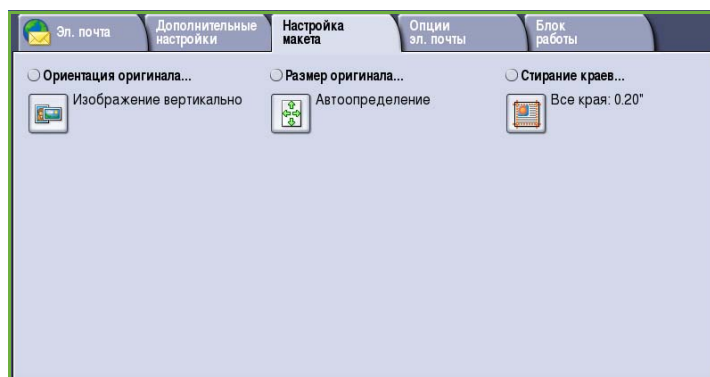 Эл. почта
Дополнительные
настройки
Настройка
макета
Опции
эл. почты
Блок
работы
Ориентация оригинала...
Изображение вертикально
Размер оригинала...
Автоопределение
Стирание краев...
Все края: 0.20"